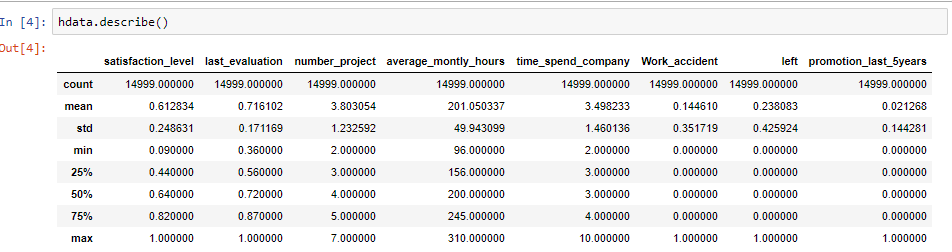 In [4]: hdata.describe()
Out[4]:
satisfaction_level last_evaluation number_project average_montly_hours time_spend_company Work_accident left promotion_last_5years
count 14999.000000 14999.000000 14999.000000 14999.000000 14999.000000 14999.000000 14999.000000 14999.000000
mean 0.612834 0.716102 3.803054 201.050337 3.498233 0.144610 0.238083 0.021268
std 0.248631 0.171169 1.232592 49.943099 1.460136 0.351719 0.425924 0.144281
min 0.090000 0.360000 2.000000 96.000000 2.000000 0.000000 0.000000 0.000000
25% 0.440000 0.560000 3.000000 156.000000 3.000000 0.000000 0.000000 0.000000
50% 0.640000 0.720000 4.000000 200.000000 3.000000 0.000000 0.000000 0.000000
75% 0.820000 0.870000 5.000000 245.000000 4.000000 0.000000 0.000000 0.000000
max 1.000000 1.000000 7.000000 310.000000 10.000000 1.000000 1.000000 1.000000